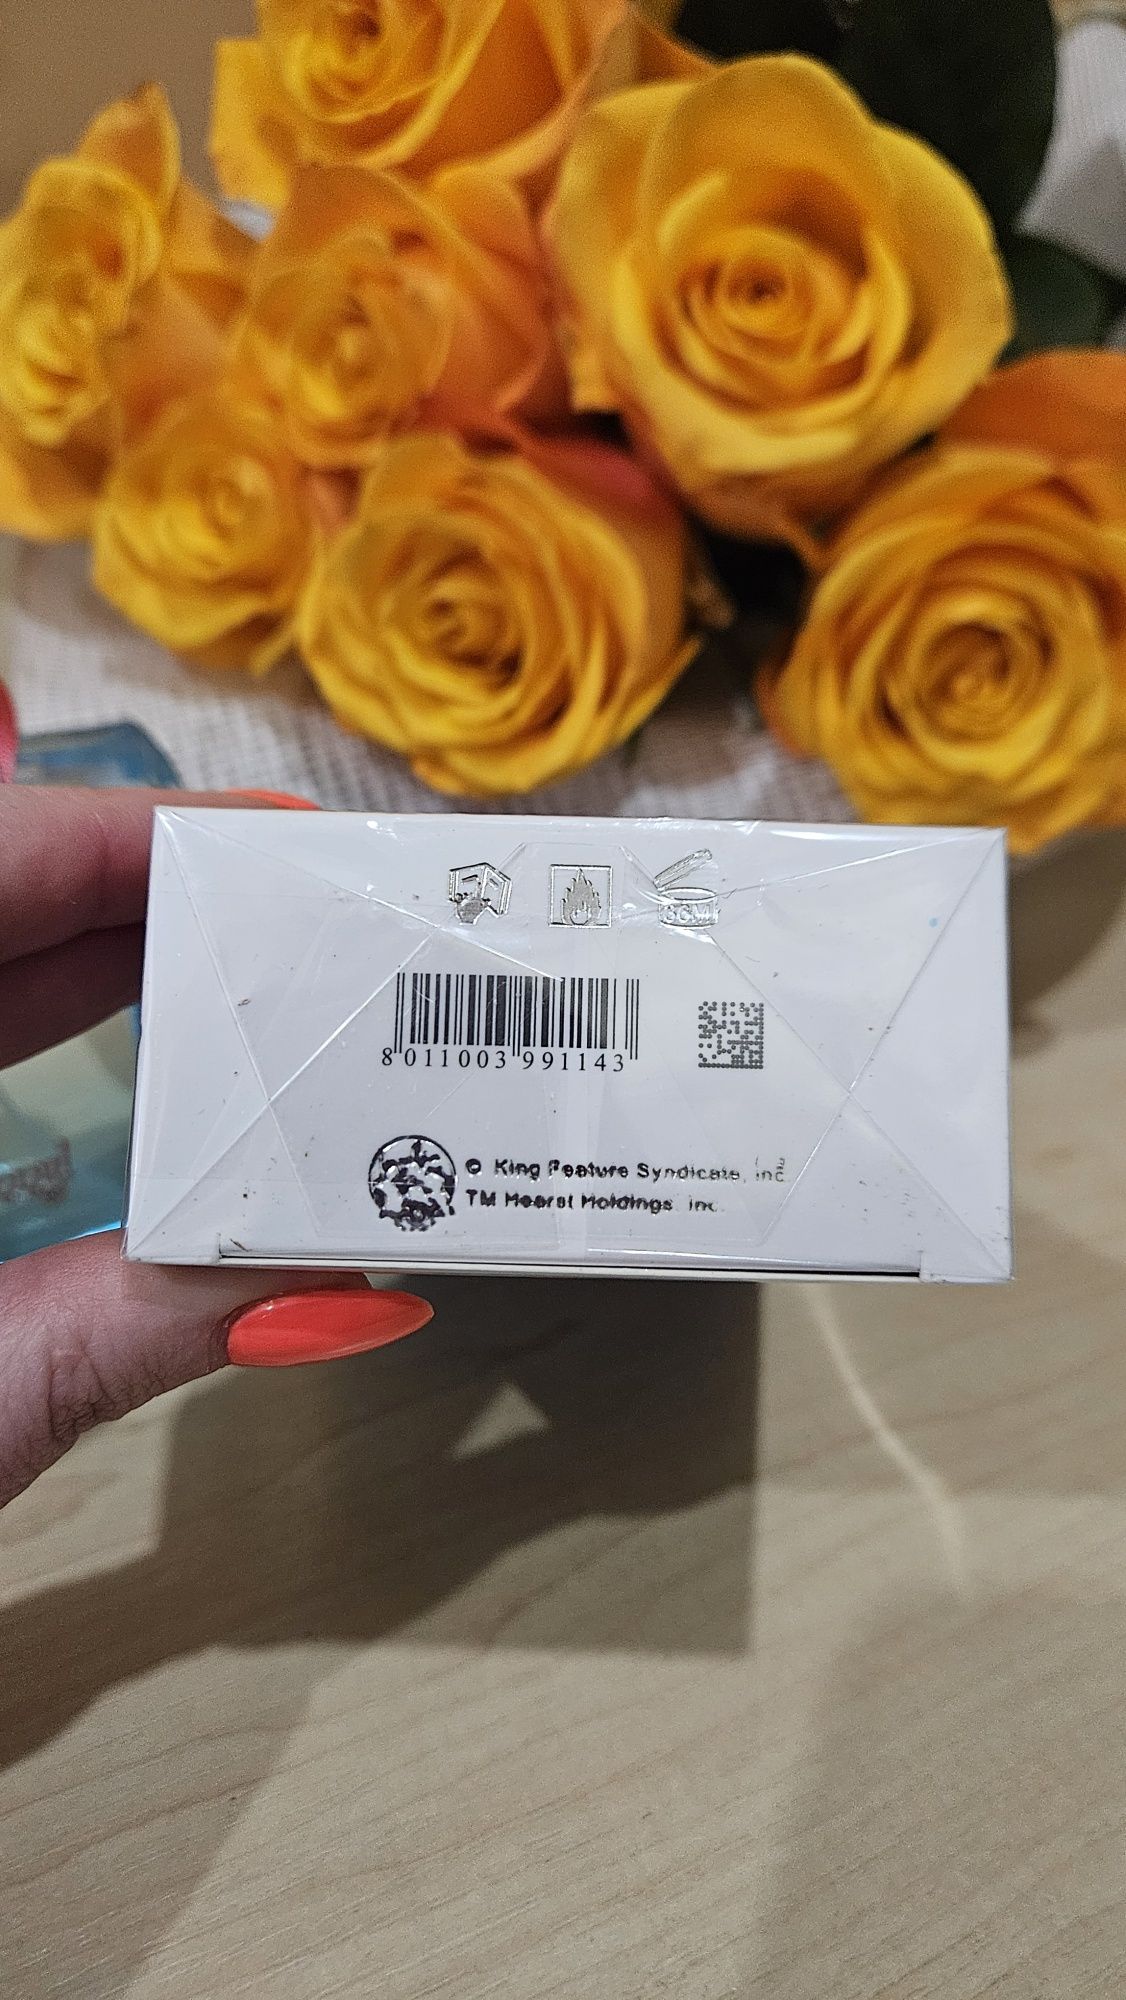 8 011003 991143
© King Feature Syndicate, Inc.
TM Hearst Holdings, Inc.